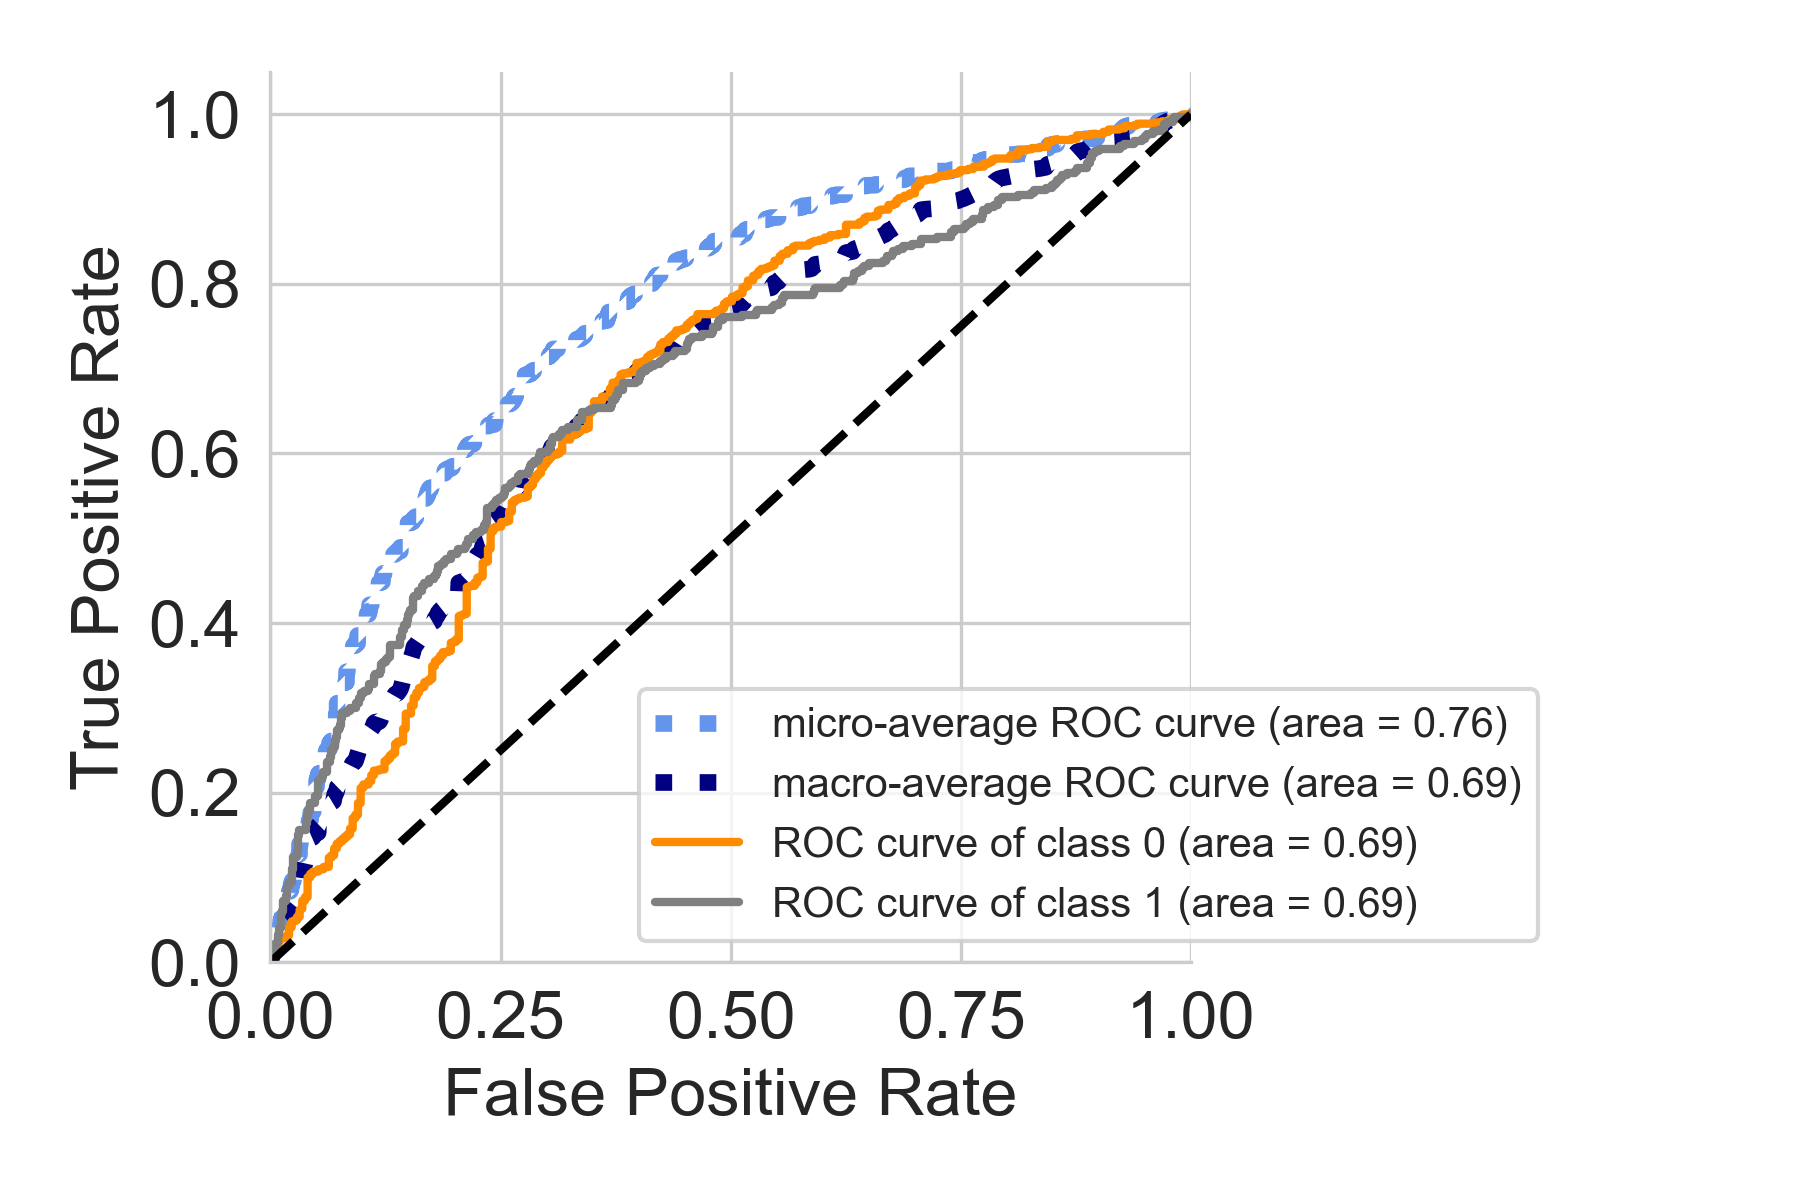 True Positive Rate
1.0
0.8
0.6
0.4
0.2
0.0
0.00 0.25 0.50 0.75 1.00
False Positive Rate
micro-average ROC curve (area = 0.76)
macro-average ROC curve (area = 0.69)
ROC curve of class 0 (area = 0.69)
ROC curve of class 1 (area = 0.69)